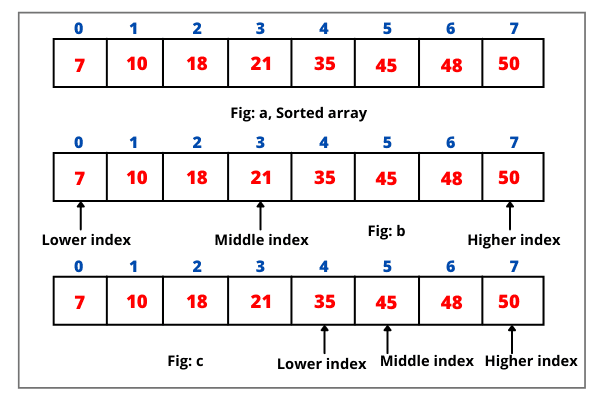 0 1 2 3 4 5 6 7
7 10 18 21 35 45 48 50
Fig: a, Sorted array
0 1 2 3 4 5 6 7
7 10 18 21 35 45 48 50
Fig: b
Lower index Middle index Higher index
0 1 2 3 4 5 6 7
7 10 18 21 35 45 48 50
Fig: c Lower index Middle index Higher index